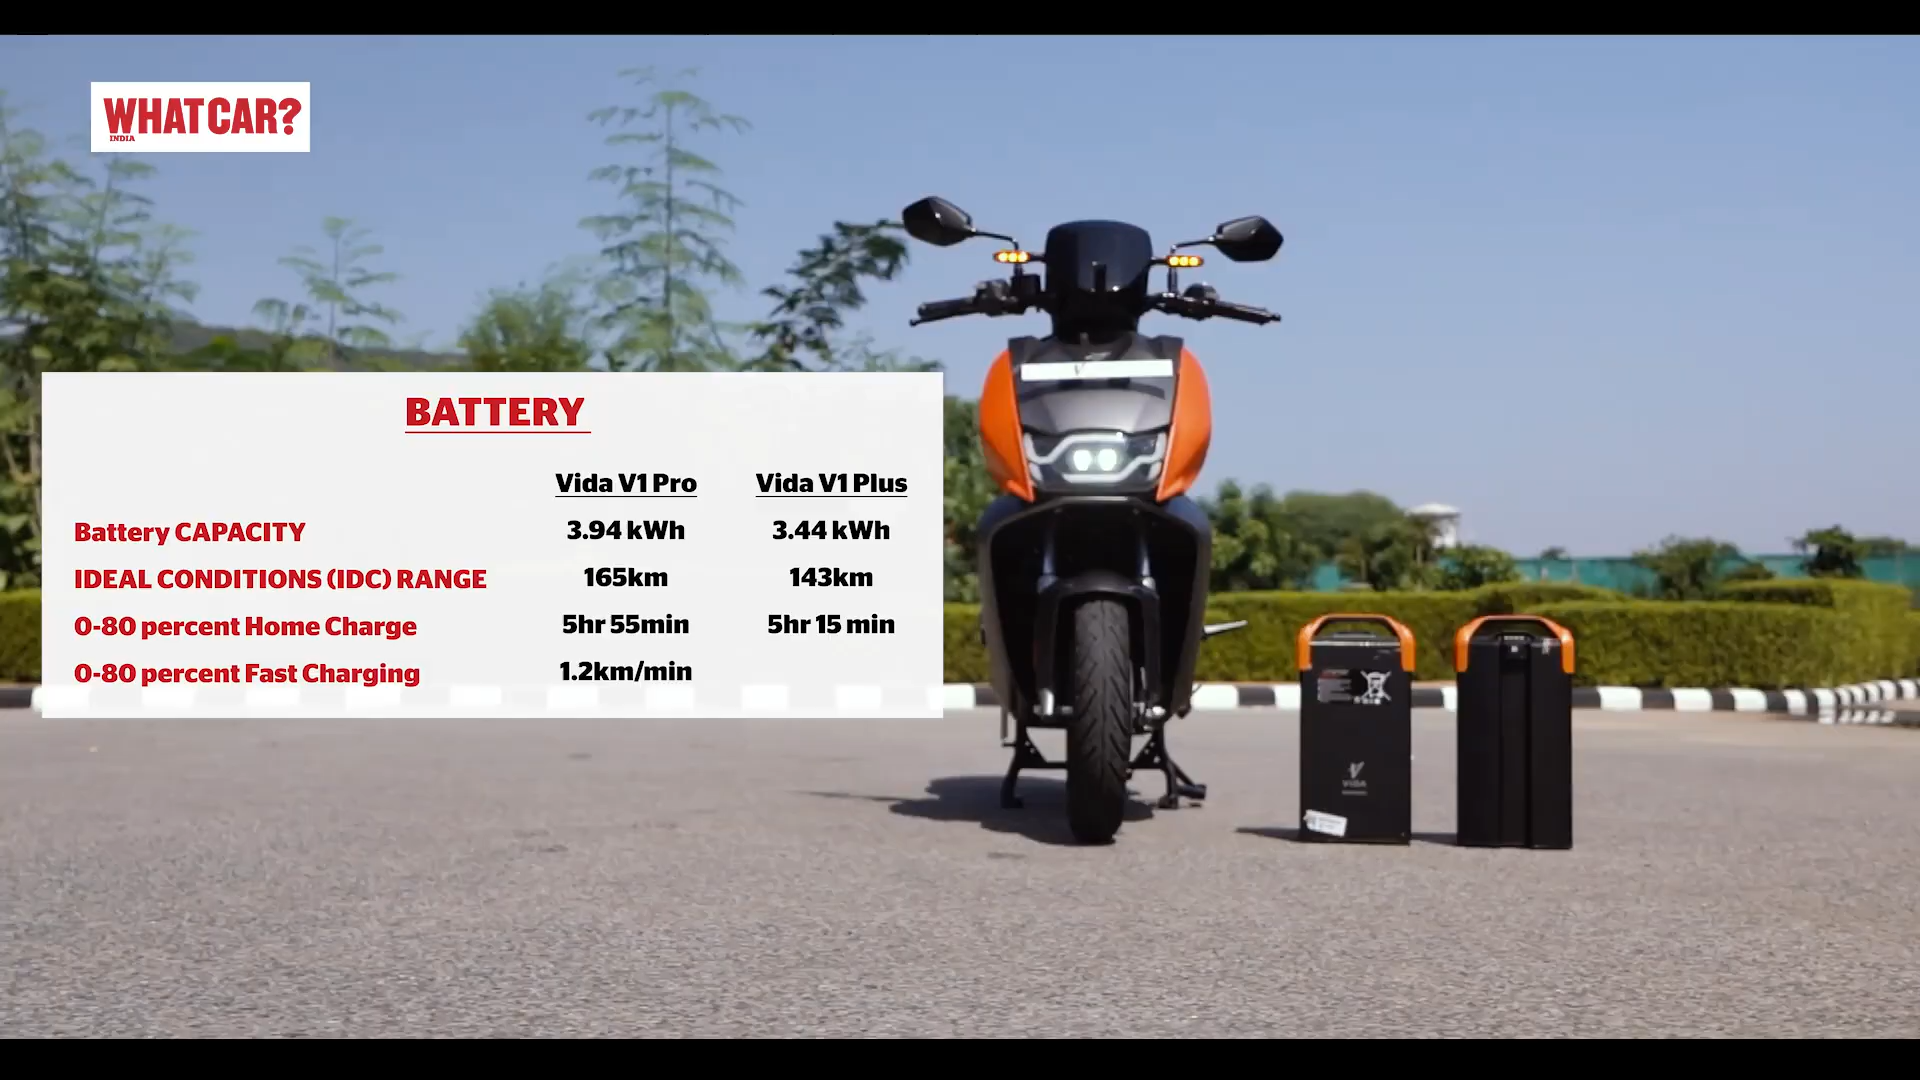 WHAT CAR?
INDIA
BATTERY
Vida V1 Pro Vida V1 Plus
Battery CAPACITY 3.94 kWh 3.44 kWh
IDEAL CONDITIONS (IDC) RANGE 165km 143km
0-80 percent Home Charge 5hr 55min 5hr 15 min
0-80 percent Fast Charging 1.2km/min
VIDA